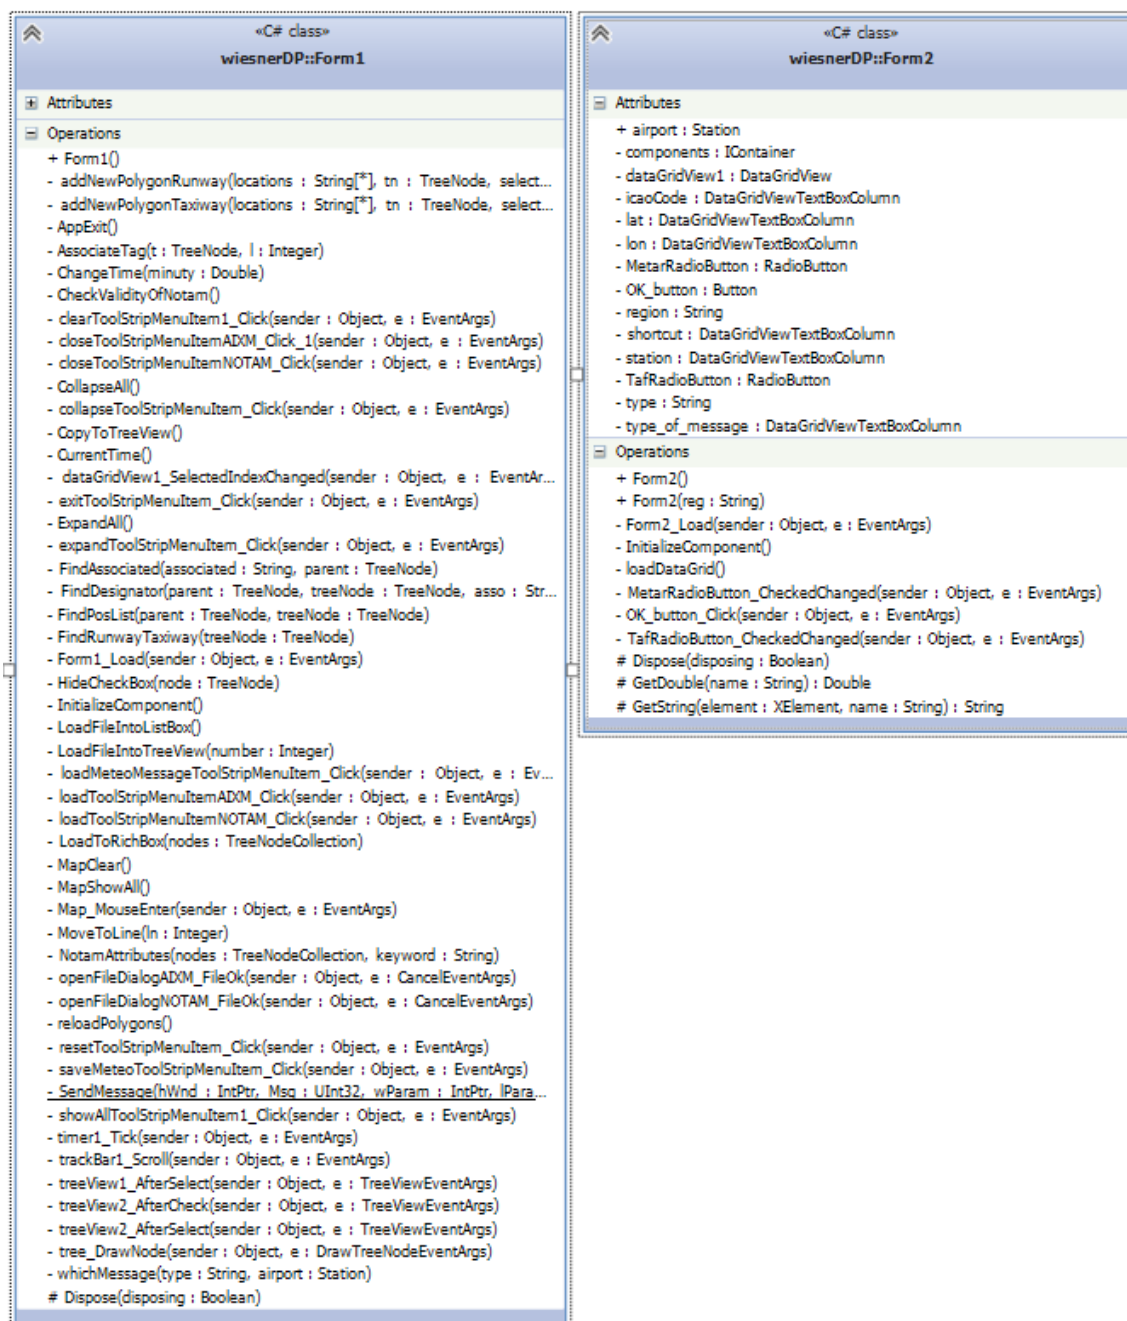 «C# class»
wiesnerDP::Form1
Attributes
Operations
+ Form1()
- addNewPolygonRunway(locations : String[*], tn : TreeNode, select...
- addNewPolygonTaxiway(locations : String[*], tn : TreeNode, select...
- AppExit()
- AssociateTag(t : TreeNode, l : Integer)
- ChangeTime(minuty : Double)
- CheckValidityOfNotam()
- clearToolStripMenuItem1_Click(sender : Object, e : EventArgs)
- closeToolStripMenuItemAIXM_Click_1(sender : Object, e : EventArgs)
- closeToolStripMenuItemNOTAM_Click(sender : Object, e : EventArgs)
- CollapseAll()
- collapseToolStripMenuItem_Click(sender : Object, e : EventArgs)
- CopyToTreeView()
- CurrentTime()
- dataGridView1_SelectedIndexChanged(sender : Object, e : EventAr...
- exitToolStripMenuItem_Click(sender : Object, e : EventArgs)
- ExpandAll()
- expandToolStripMenuItem_Click(sender : Object, e : EventArgs)
- FindAssociated(associated : String, parent : TreeNode)
- FindDesignator(parent : TreeNode, treeNode : TreeNode, asso : Str...
- FindPosList(parent : TreeNode, treeNode : TreeNode)
- FindRunwayTaxiway(treeNode : TreeNode)
- Form1_Load(sender : Object, e : EventArgs)
- HideCheckBox(node : TreeNode)
- InitializeComponent()
- LoadFileIntoListBox()
- LoadFileIntoTreeView(number : Integer)
- loadMeteoMessageToolStripMenuItem_Click(sender : Object, e : Ev...
- loadToolStripMenuItemAIXM_Click(sender : Object, e : EventArgs)
- loadToolStripMenuItemNOTAM_Click(sender : Object, e : EventArgs)
- LoadToRichBox(nodes : TreeNodeCollection)
- MapClear()
- MapShowAll()
- Map_MouseEnter(sender : Object, e : EventArgs)
- MoveToLine(ln : Integer)
- NotamAttributes(nodes : TreeNodeCollection, keyword : String)
- openFileDialogAIXM_FileOk(sender : Object, e : CancelEventArgs)
- openFileDialogNOTAM_FileOk(sender : Object, e : CancelEventArgs)
- reloadPolygons()
- resetToolStripMenuItem_Click(sender : Object, e : EventArgs)
- saveMeteoToolStripMenuItem_Click(sender : Object, e : EventArgs)
- SendMessage(hWnd : IntPtr, Msg : UInt32, wParam : IntPtr, lPara...
- showAllToolStripMenuItem1_Click(sender : Object, e : EventArgs)
- timer1_Tick(sender : Object, e : EventArgs)
- trackBar1_Scroll(sender : Object, e : EventArgs)
- treeView1_AfterSelect(sender : Object, e : TreeViewEventArgs)
- treeView2_AfterCheck(sender : Object, e : TreeViewEventArgs)
- treeView2_AfterSelect(sender : Object, e : TreeViewEventArgs)
- tree_DrawNode(sender : Object, e : DrawTreeNodeEventArgs)
- whichMessage(type : String, airport : Station)
# Dispose(disposing : Boolean)
«C# class»
wiesnerDP::Form2
Attributes
+ airport : Station
- components : IContainer
- dataGridView1 : DataGridView
- icaoCode : DataGridViewTextBoxColumn
- lat : DataGridViewTextBoxColumn
- lon : DataGridViewTextBoxColumn
- MetarRadioButton : RadioButton
- OK_button : Button
- region : String
- shortcut : DataGridViewTextBoxColumn
- station : DataGridViewTextBoxColumn
- TafRadioButton : RadioButton
- type : String
- type_of_message : DataGridViewTextBoxColumn
Operations
+ Form2()
+ Form2(reg : String)
- Form2_Load(sender : Object, e : EventArgs)
- InitializeComponent()
- loadDataGrid()
- MetarRadioButton_CheckedChanged(sender : Object, e : EventArgs)
- OK_button_Click(sender : Object, e : EventArgs)
- TafRadioButton_CheckedChanged(sender : Object, e : EventArgs)
# Dispose(disposing : Boolean)
# GetDouble(name : String) : Double
# GetString(element : XElement, name : String) : String